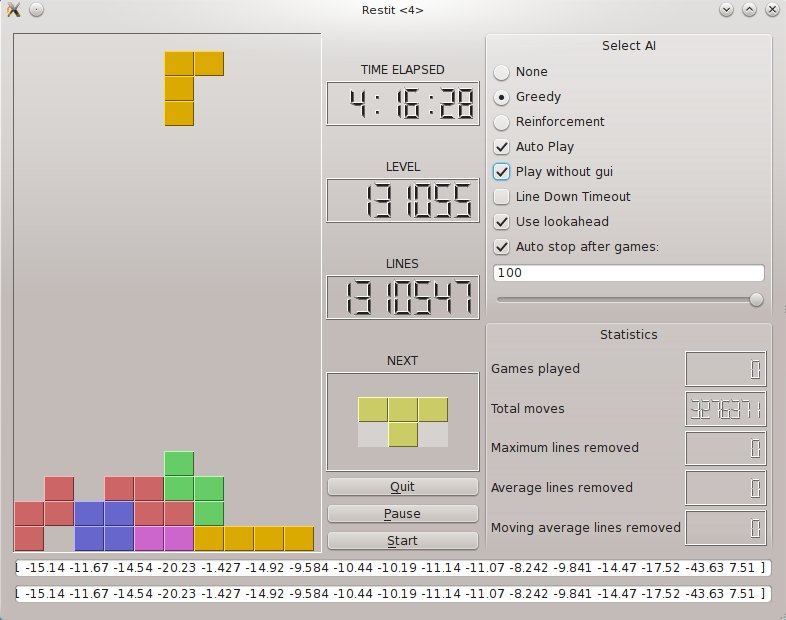 Restit <4>
TIME ELAPSED
4:16:28
LEVEL
131055
LINES
1310547
NEXT
Quit
Pause
Start
Select AI
None
Greedy
Reinforcement
Auto Play
Play without gui
Line Down Timeout
Use lookahead
Auto stop after games:
100
Statistics
Games played 0
Total moves 3276371
Maximum lines removed 0
Average lines removed 0
Moving average lines removed 0
-15.14 -11.67 -14.54 -20.23 -1.427 -14.92 -9.584 -10.44 -10.19 -11.14 -11.07 -8.242 -9.841 -14.47 -17.52 -43.63 7.51 ]
-15.14 -11.67 -14.54 -20.23 -1.427 -14.92 -9.584 -10.44 -10.19 -11.14 -11.07 -8.242 -9.841 -14.47 -17.52 -43.63 7.51 ]